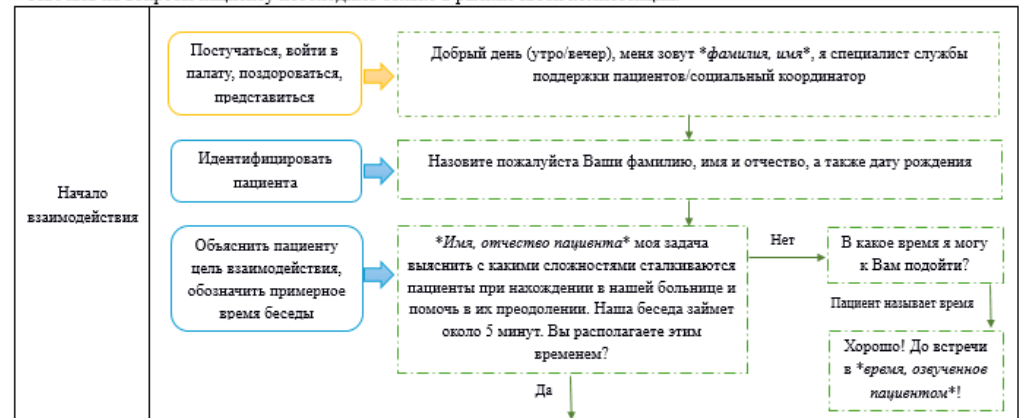 Начало
взаимодействия
Постучаться, войти в
палату, поздороваться,
представиться
Добрый день (утро/вечер), меня зовут *фамилия, имя*, я специалист службы
поддержки пациентов/социальный координатор
Идентифицировать
пациента
Назовите пожалуйста Ваши фамилию, имя и отчество, а также дату рождения
Объяснить пациенту
цель взаимодействия,
обозначить примерное
время беседы
*Имя, отчество пациента* моя задача
выяснить с какими сложностями сталкиваются
пациенты при нахождении в нашей больнице и
помочь в их преодолении. Наша беседа займет
около 5 минут. Вы располагаете этим
временем?
Нет
В какое время я могу
к Вам подойти?
Пациент называет время
Хорошо! До встречи
в *время, озвученное
пациентом*!
Да